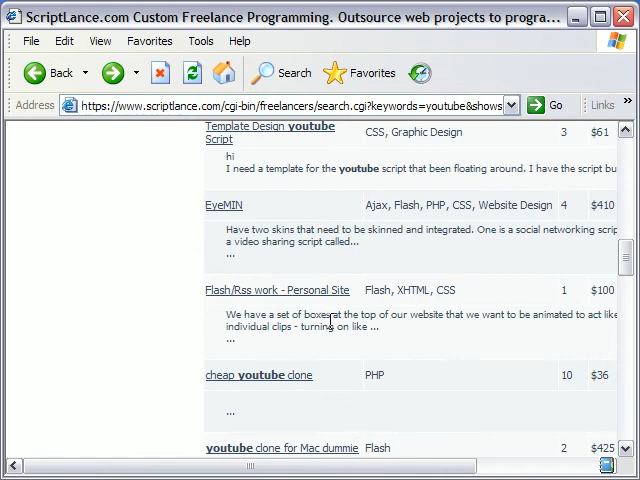 ScriptLance.com Custom Freelance Programming. Outsource web projects to progra...
File Edit View Favorites Tools Help
Back Search Favorites
Address https://www.scriptlance.com/cgi-bin/freelancers/search.cgi?keywords=youtube&shows Go Links »
Template Design youtube Script CSS, Graphic Design 3 $61
hi
I need a template for the youtube script that been floating around. I have the script bu
EyeMIN Ajax, Flash, PHP, CSS, Website Design 4 $410
Have two skins that need to be skinned and integrated. One is a social networking scrip
a video sharing script called...
...
Flash/Rss work - Personal Site Flash, XHTML, CSS 1 $100
We have a set of boxes at the top of our website that we want to be animated to act like
individual clips - turning on like ...
...
cheap youtube clone PHP 10 $36
...
youtube clone for Mac dummie Flash 2 $425